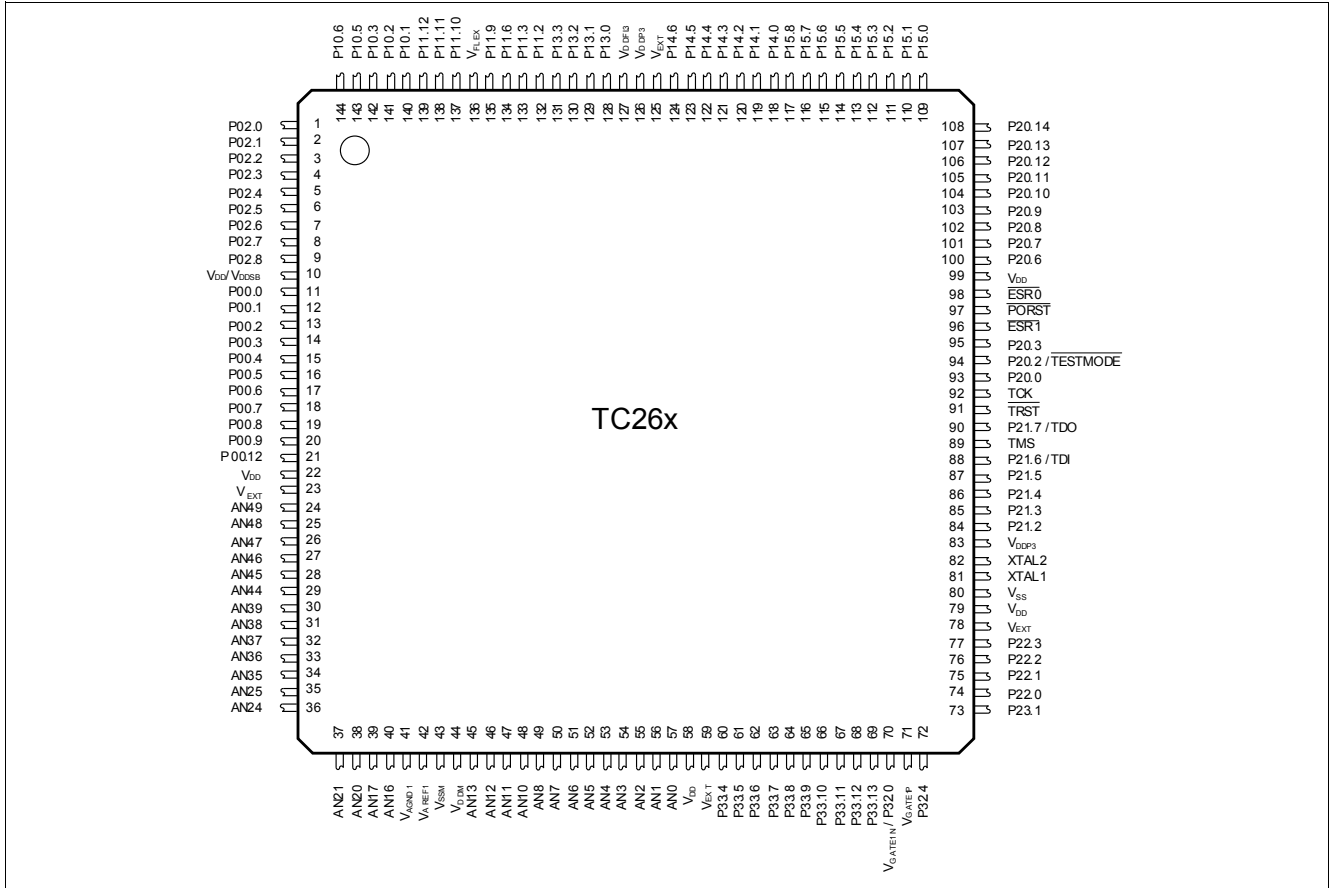 P10.6 P10.5 P10.3 P10.2 P10.1 P11.12 P11.11 P11.10 VFLEX P11.9 P11.6 P11.3 P11.2 P13.3 P13.2 P13.1 P13.0 VDDFl3 VDDP3 VEXT P14.6 P14.5 P14.4 P14.3 P14.2 P14.1 P14.0 P15.8 P15.7 P15.6 P15.5 P15.4 P15.3 P15.2 P15.1 P15.0
144 143 142 141 140 139 138 137 136 135 134 133 132 131 130 129 128 127 126 125 124 123 122 121 120 119 118 117 116 115 114 113 112 111 110 109
P02.0 1
P02.1 2
P02.2 3
P02.3 4
P02.4 5
P02.5 6
P02.6 7
P02.7 8
P02.8 9
VDD/VDDSB 10
P00.0 11
P00.1 12
P00.2 13
P00.3 14
P00.4 15
P00.5 16
P00.6 17
P00.7 18
P00.8 19
P00.9 20
P00.12 21
VDD 22
VEXT 23
AN49 24
AN48 25
AN47 26
AN46 27
AN45 28
AN44 29
AN39 30
AN38 31
AN37 32
AN36 33
AN35 34
AN25 35
AN24 36
TC26x
108 P20.14
107 P20.13
106 P20.12
105 P20.11
104 P20.10
103 P20.9
102 P20.8
101 P20.7
100 P20.6
99 VDD
98 ESR0
97 PORST
96 ESR1
95 P20.3
94 P20.2 / TESTMODE
93 P20.0
92 TCK
91 TRST
90 P21.7 / TDO
89 TMS
88 P21.6 / TDI
87 P21.5
86 P21.4
85 P21.3
84 P21.2
83 VDDP3
82 XTAL2
81 XTAL1
80 VSS
79 VDD
78 VEXT
77 P22.3
76 P22.2
75 P22.1
74 P22.0
73 P23.1
37 38 39 40 41 42 43 44 45 46 47 48 49 50 51 52 53 54 55 56 57 58 59 60 61 62 63 64 65 66 67 68 69 70 71 72
AN21 AN20 AN17 AN16 VAGND1 VAREF1 VSSM VDDM AN13 AN12 AN11 AN10 AN8 AN7 AN6 AN5 AN4 AN3 AN2 AN1 AN0 VDD VEXT P33.4 P33.5 P33.6 P33.7 P33.8 P33.9 P33.10 P33.11 P33.12 P33.13 VGATE1N / P32.0 VGATE1P P32.4